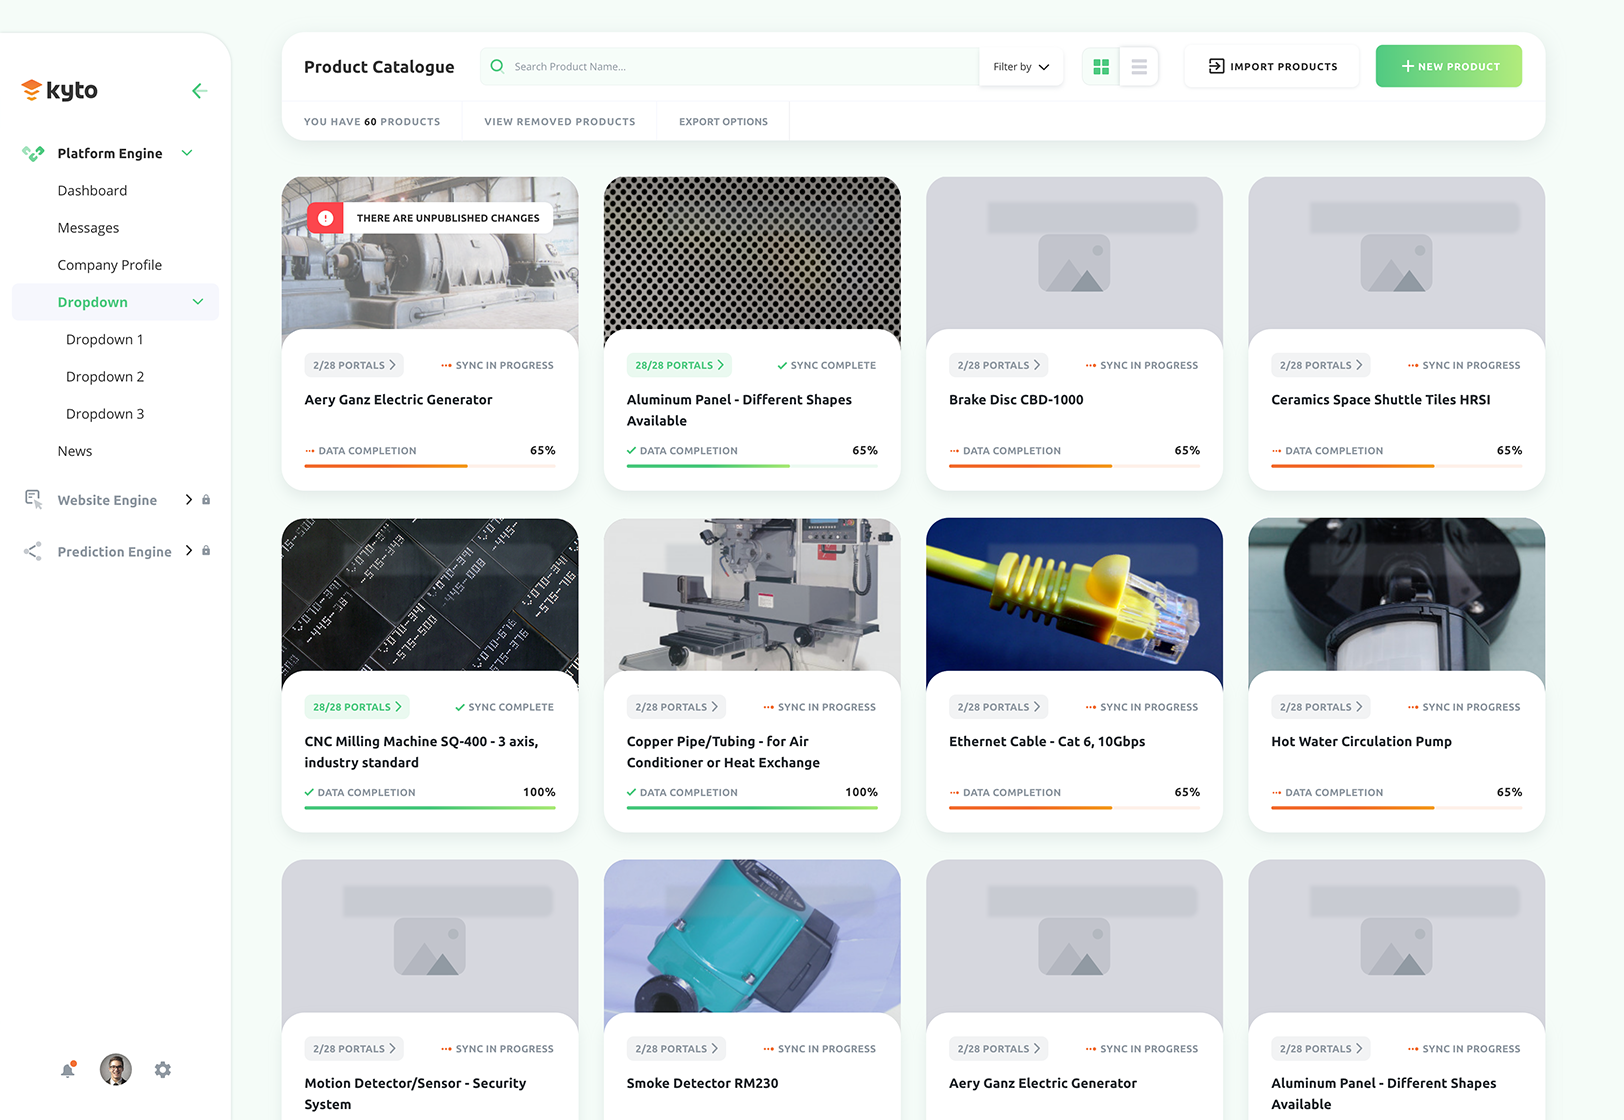 kyto
Platform Engine
Dashboard
Messages
Company Profile
Dropdown
Dropdown 1
Dropdown 2
Dropdown 3
News
Website Engine
Prediction Engine
Product Catalogue
Search Product Name...
Filter by
IMPORT PRODUCTS
NEW PRODUCT
YOU HAVE 60 PRODUCTS
VIEW REMOVED PRODUCTS
EXPORT OPTIONS
THERE ARE UNPUBLISHED CHANGES
2/28 PORTALS
SYNC IN PROGRESS
Aery Ganz Electric Generator
DATA COMPLETION
65%
28/28 PORTALS
SYNC COMPLETE
Aluminum Panel - Different Shapes
Available
DATA COMPLETION
65%
2/28 PORTALS
SYNC IN PROGRESS
Brake Disc CBD-1000
DATA COMPLETION
65%
2/28 PORTALS
SYNC IN PROGRESS
Ceramics Space Shuttle Tiles HRSI
DATA COMPLETION
65%
28/28 PORTALS
SYNC COMPLETE
CNC Milling Machine SQ-400 - 3 axis,
industry standard
DATA COMPLETION
100%
2/28 PORTALS
SYNC IN PROGRESS
Copper Pipe/Tubing - for Air
Conditioner or Heat Exchange
DATA COMPLETION
100%
2/28 PORTALS
SYNC IN PROGRESS
Ethernet Cable - Cat 6, 10Gbps
DATA COMPLETION
65%
2/28 PORTALS
SYNC IN PROGRESS
Hot Water Circulation Pump
DATA COMPLETION
65%
2/28 PORTALS
SYNC IN PROGRESS
Motion Detector/Sensor - Security
System
2/28 PORTALS
SYNC IN PROGRESS
Smoke Detector RM230
2/28 PORTALS
SYNC IN PROGRESS
Aery Ganz Electric Generator
2/28 PORTALS
SYNC IN PROGRESS
Aluminum Panel - Different Shapes
Available